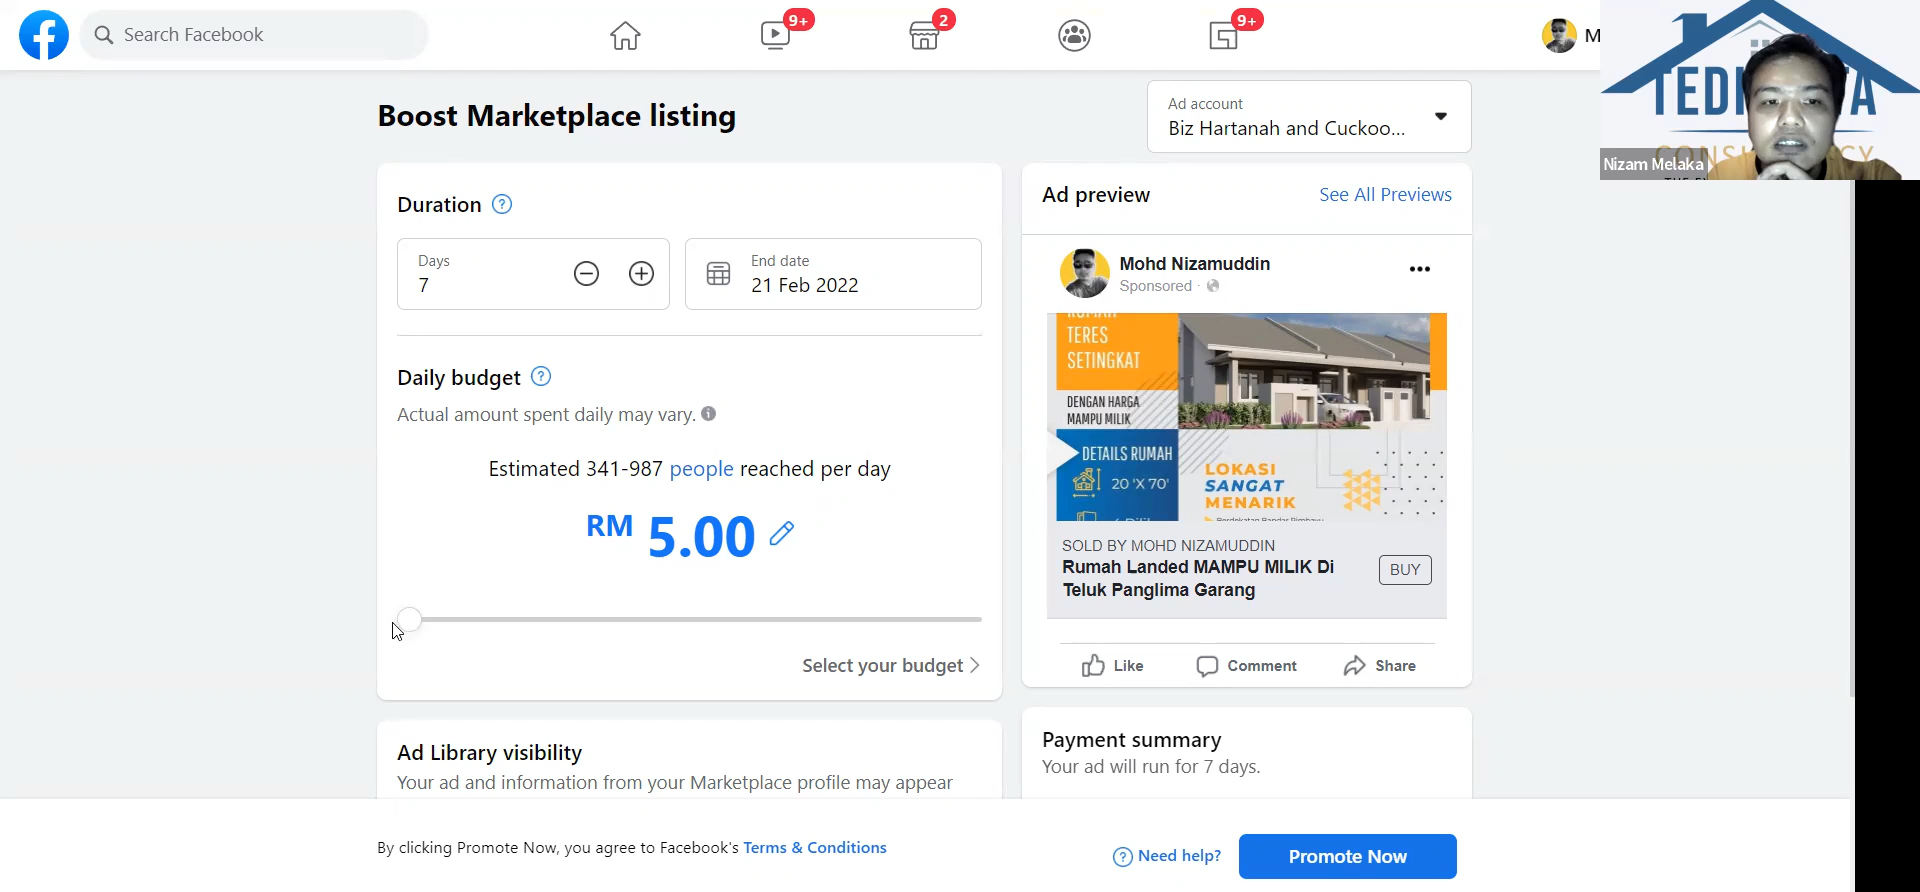 Search Facebook
9+
2
9+
M
TED
TA
CONS
CY
Nizam Melaka
Boost Marketplace listing
Ad account
Biz Hartanah and Cuckoo...
Duration
Days
7
End date
21 Feb 2022
Daily budget
Actual amount spent daily may vary.
Estimated 341-987 people reached per day
RM 5.00
Select your budget
Ad Library visibility
Your ad and information from your Marketplace profile may appear
Ad preview
See All Previews
Mohd Nizamuddin
Sponsored ·
RUMAH
TERES
SETINGKAT
DENGAN HARGA
MAMPU MILIK
DETAILS RUMAH
20 'X 70'
LOKASI
SANGAT
MENARIK
SOLD BY MOHD NIZAMUDDIN
Rumah Landed MAMPU MILIK Di
Teluk Panglima Garang
BUY
Like
Comment
Share
Payment summary
Your ad will run for 7 days.
By clicking Promote Now, you agree to Facebook's Terms & Conditions
Need help?
Promote Now